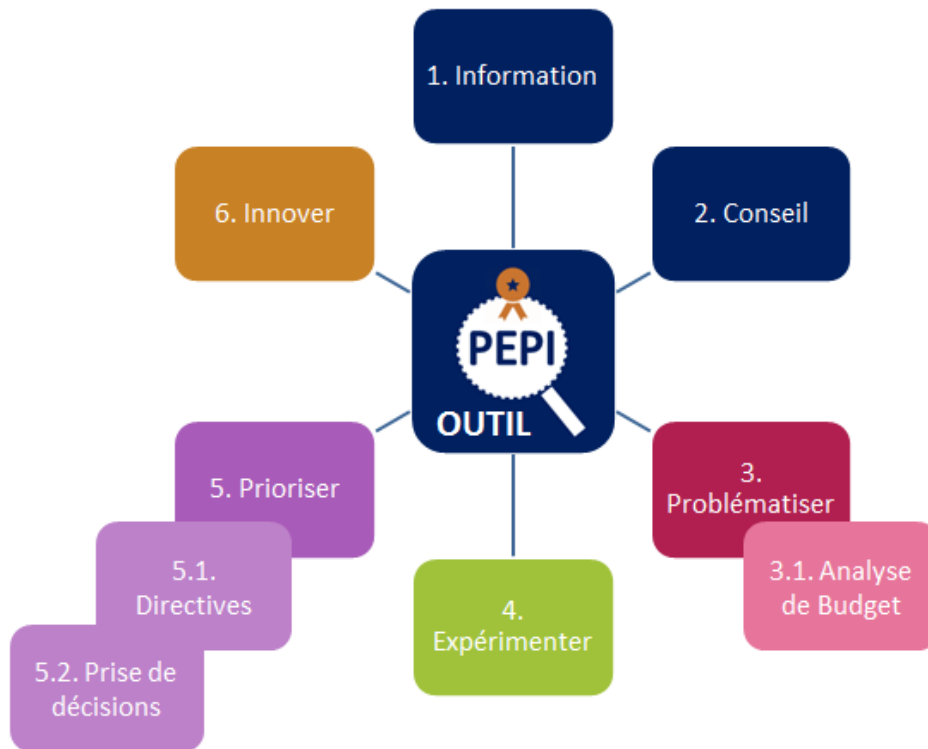 1. Information
2. Conseil
3.
Problématiser
3.1. Analyse
de Budget
4.
Expérimenter
5. Prioriser
5.1.
Directives
5.2. Prise de
décisions
6. Innover
PEPI
OUTIL